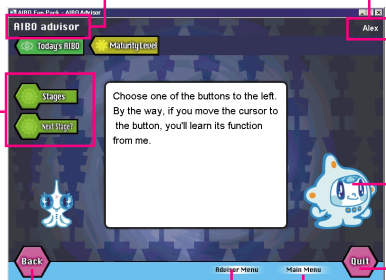 AIBO Fun Pack - AIBO Advisor
AIBO advisor
Alex
Today's AIBO
Maturity Level
Stages
Next Stage?
Choose one of the buttons to the left.
By the way, if you move the cursor to
the button, you'll learn its function
from me.
Back
Advisor Menu
Main Menu
Quit